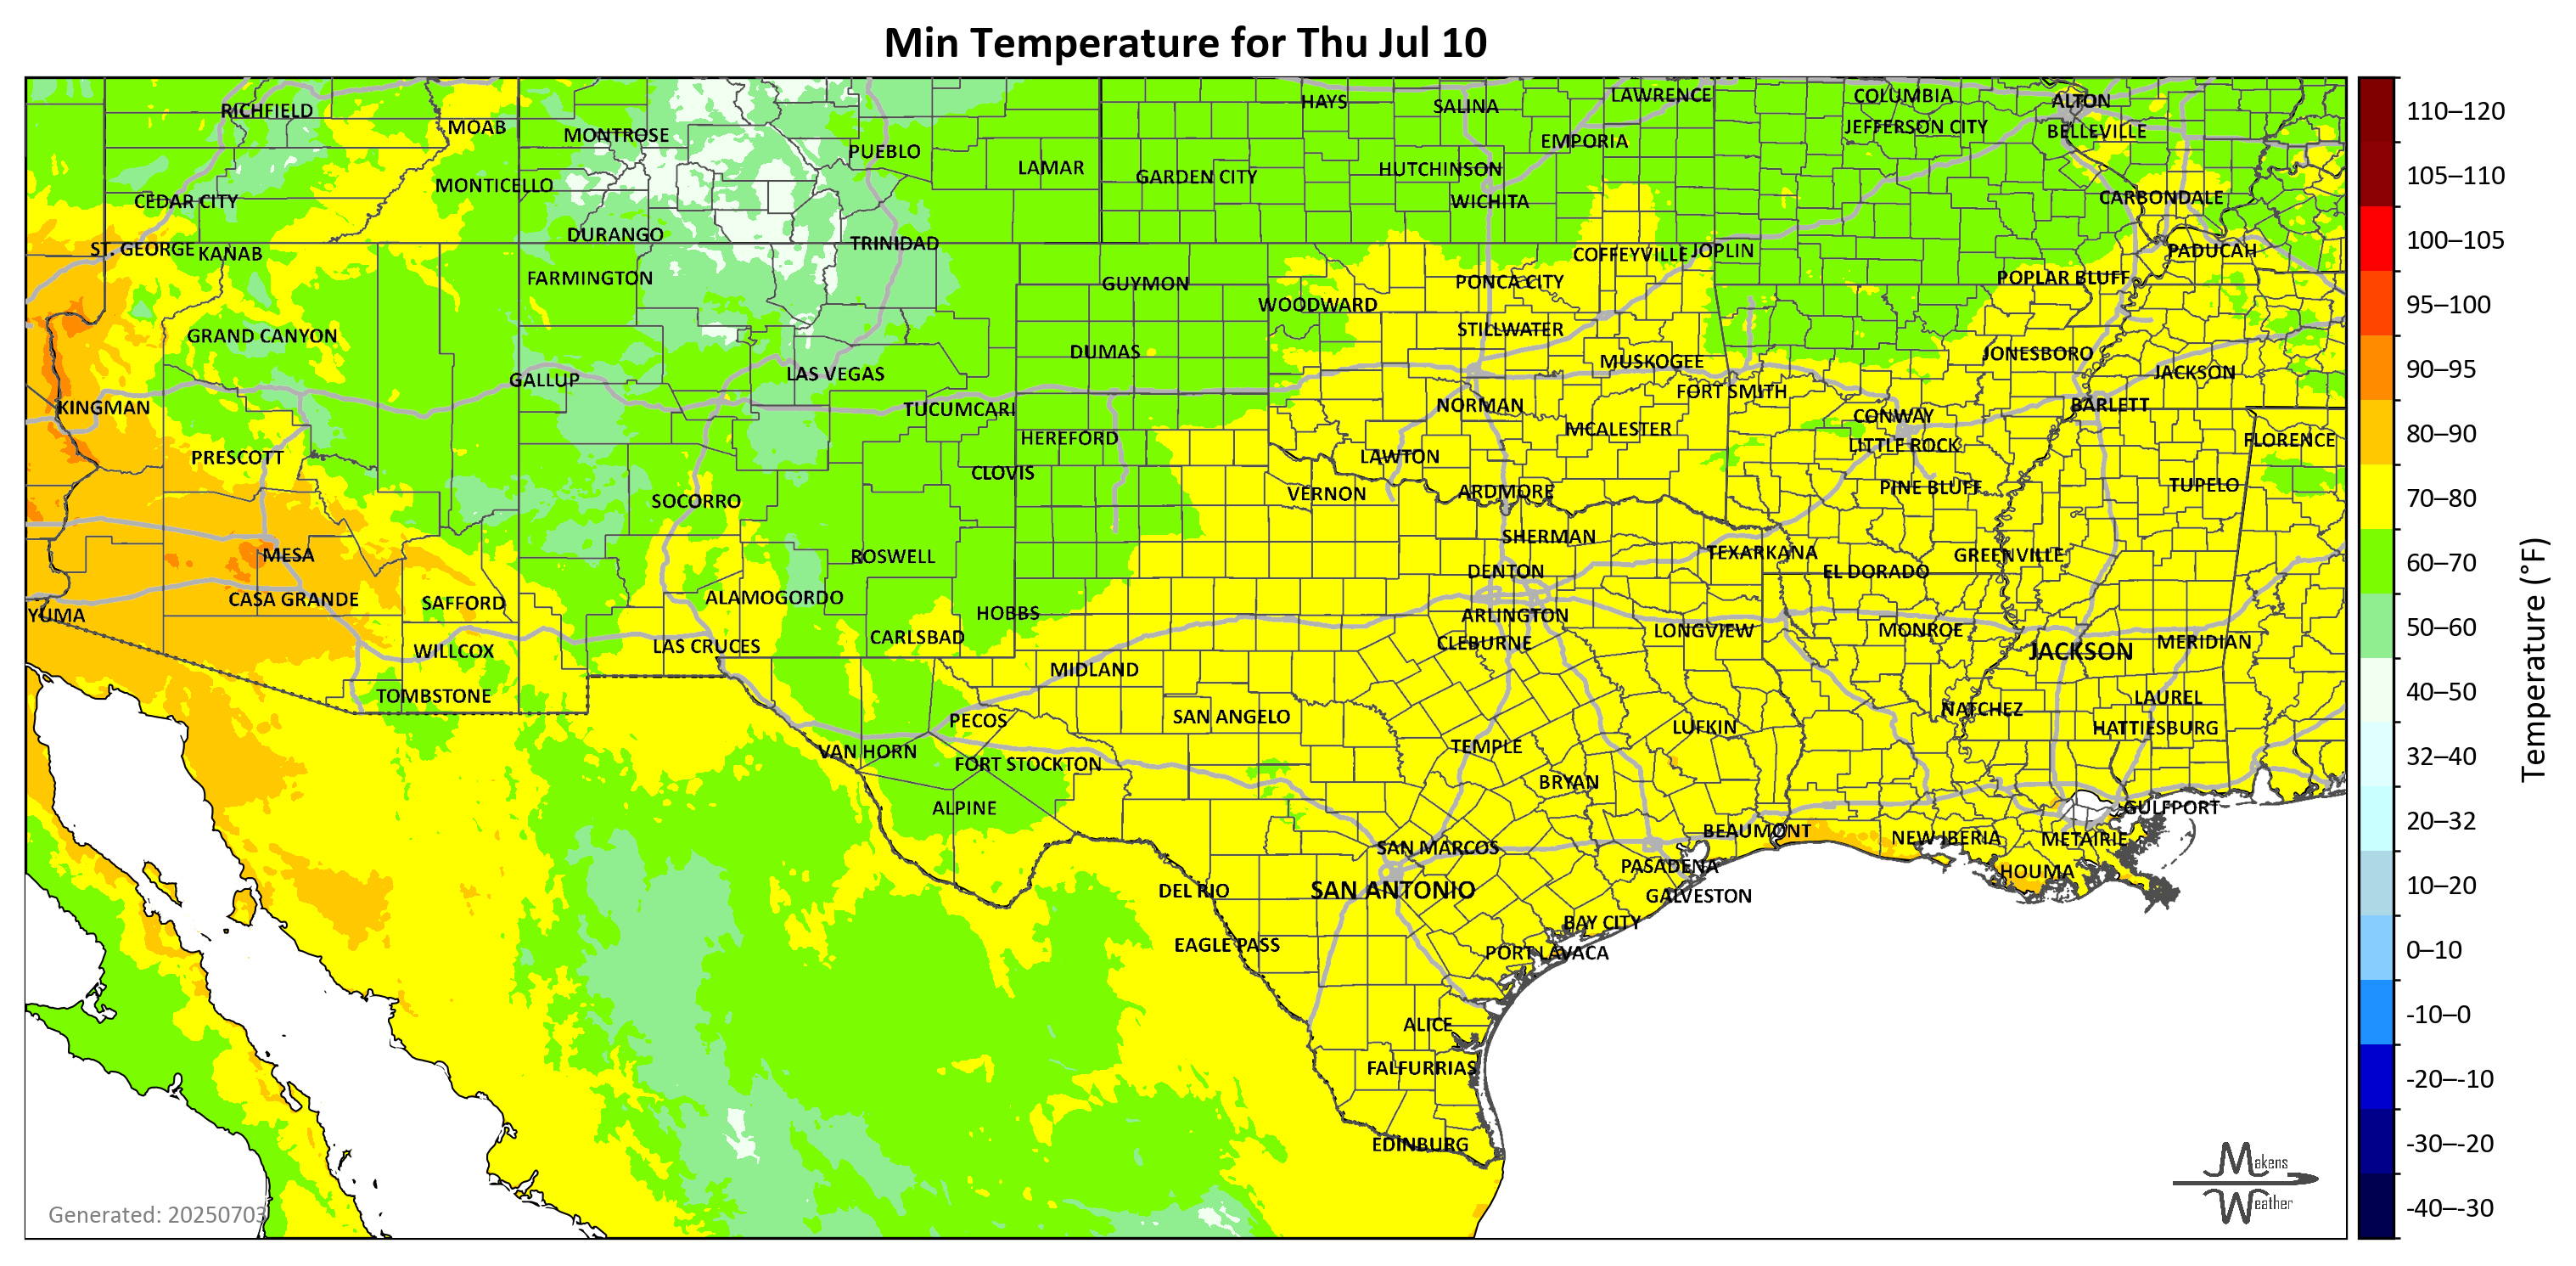 Min Temperature for Thu Jul 10
RICHFIELD
MOAB
MONTROSE
PUEBLO
LAMAR
HAYS
SALINA
LAWRENCE
COLUMBIA
ALTON
JEFFERSON CITY
BELLEVILLE
EMPORIA
HUTCHINSON
GARDEN CITY
WICHITA
CARBONDALE
CEDAR CITY
MONTICELLO
DURANGO
TRINIDAD
ST. GEORGE
KANAB
FARMINGTON
GUYMON
WOODWARD
PONCA CITY
COFFEYVILLE
JOPLIN
POPLAR BLUFF
PADUCAH
GRAND CANYON
DUMAS
STILLWATER
MUSKOGEE
JONESBORO
JACKSON
GALLUP
LAS VEGAS
FORT SMITH
KINGMAN
TUCUMCARI
NORMAN
CONWAY
BARLETT
HEREFORD
MCALESTER
LITTLE ROCK
FLORENCE
PRESCOTT
CLOVIS
LAWTON
SOCORRO
VERNON
ARDMORE
PINE BLUFF
TUPELO
MESA
ROSWELL
SHERMAN
TEXARKANA
GREENVILLE
DENTON
EL DORADO
CASA GRANDE
SAFFORD
ALAMOGORDO
HOBBS
YUMA
ARLINGTON
LAS CRUCES
CARLSBAD
CLEBURNE
LONGVIEW
MONROE
MERIDIAN
WILLCOX
MIDLAND
JACKSON
TOMBSTONE
PECOS
SAN ANGELO
LUFKIN
NATCHEZ
LAUREL
HATTIESBURG
VAN HORN
FORT STOCKTON
TEMPLE
BRYAN
ALPINE
GULFPORT
BEAUMONT
NEW IBERIA
METAIRIE
SAN MARCOS
PASADENA
HOUMA
DEL RIO
SAN ANTONIO
GALVESTON
BAY CITY
EAGLE PASS
PORT LAVACA
ALICE
FALFURRIAS
EDINBURG
Generated: 20250703
Makens
Weather
110–120
105–110
100–105
95–100
90–95
80–90
70–80
60–70
50–60
40–50
32–40
20–32
10–20
0–10
-10–0
-20–-10
-30–-20
-40–-30
Temperature (°F)